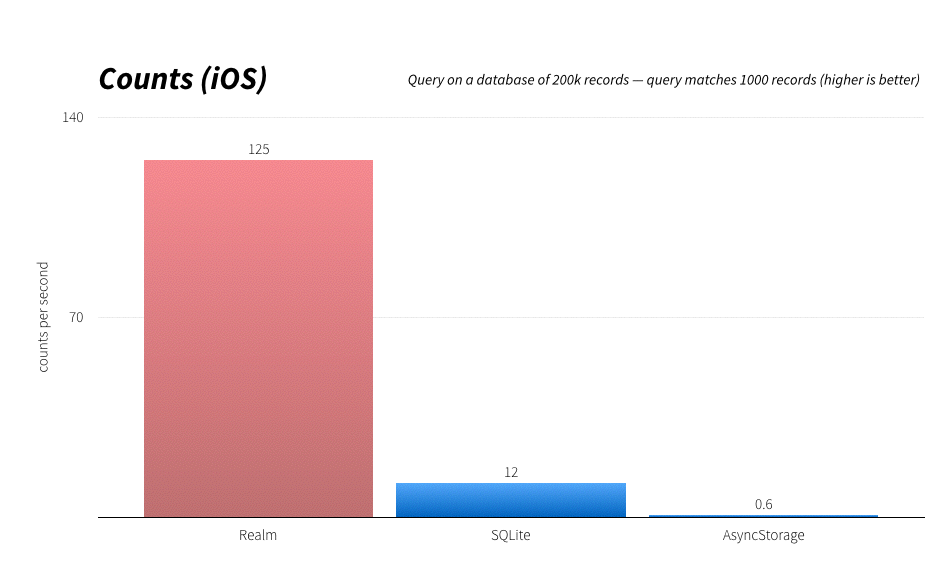 Counts (iOS)
Query on a database of 200k records — query matches 1000 records (higher is better)
140
125
counts per second
70
12
0.6
Realm
SQLite
AsyncStorage